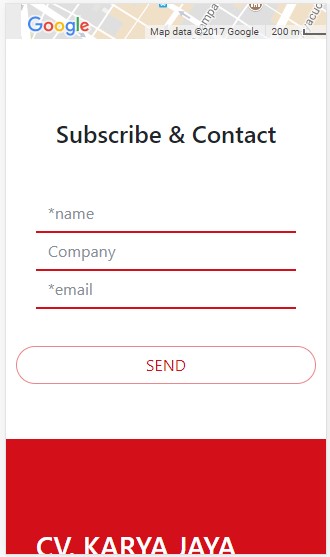 Google
Map data ©2017 Google 200 m
Subscribe & Contact
*name
Company
*email
SEND
CV. KARYA JAYA